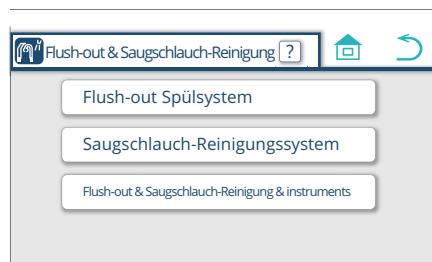 Flush-out & Saugschlauch-Reinigung ?
Flush-out Spülsystem
Saugschlauch-Reinigungssystem
Flush-out & Saugschlauch-Reinigung & instruments